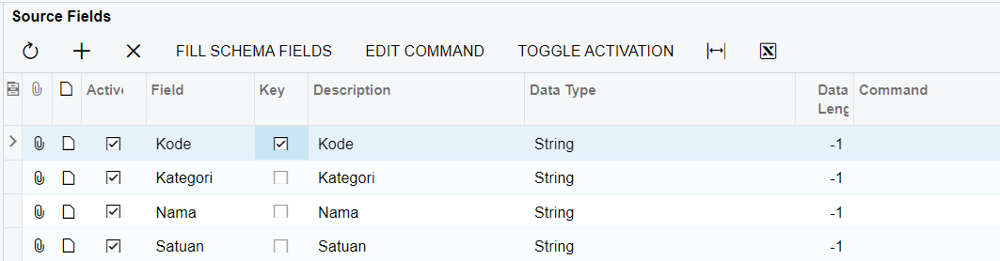 Source Fields
FILL SCHEMA FIELDS EDIT COMMAND TOGGLE ACTIVATION
Active Field Key Description Data Type Data Command
Leng
Kode Kode String -1
Kategori Kategori String -1
Nama Nama String -1
Satuan Satuan String -1